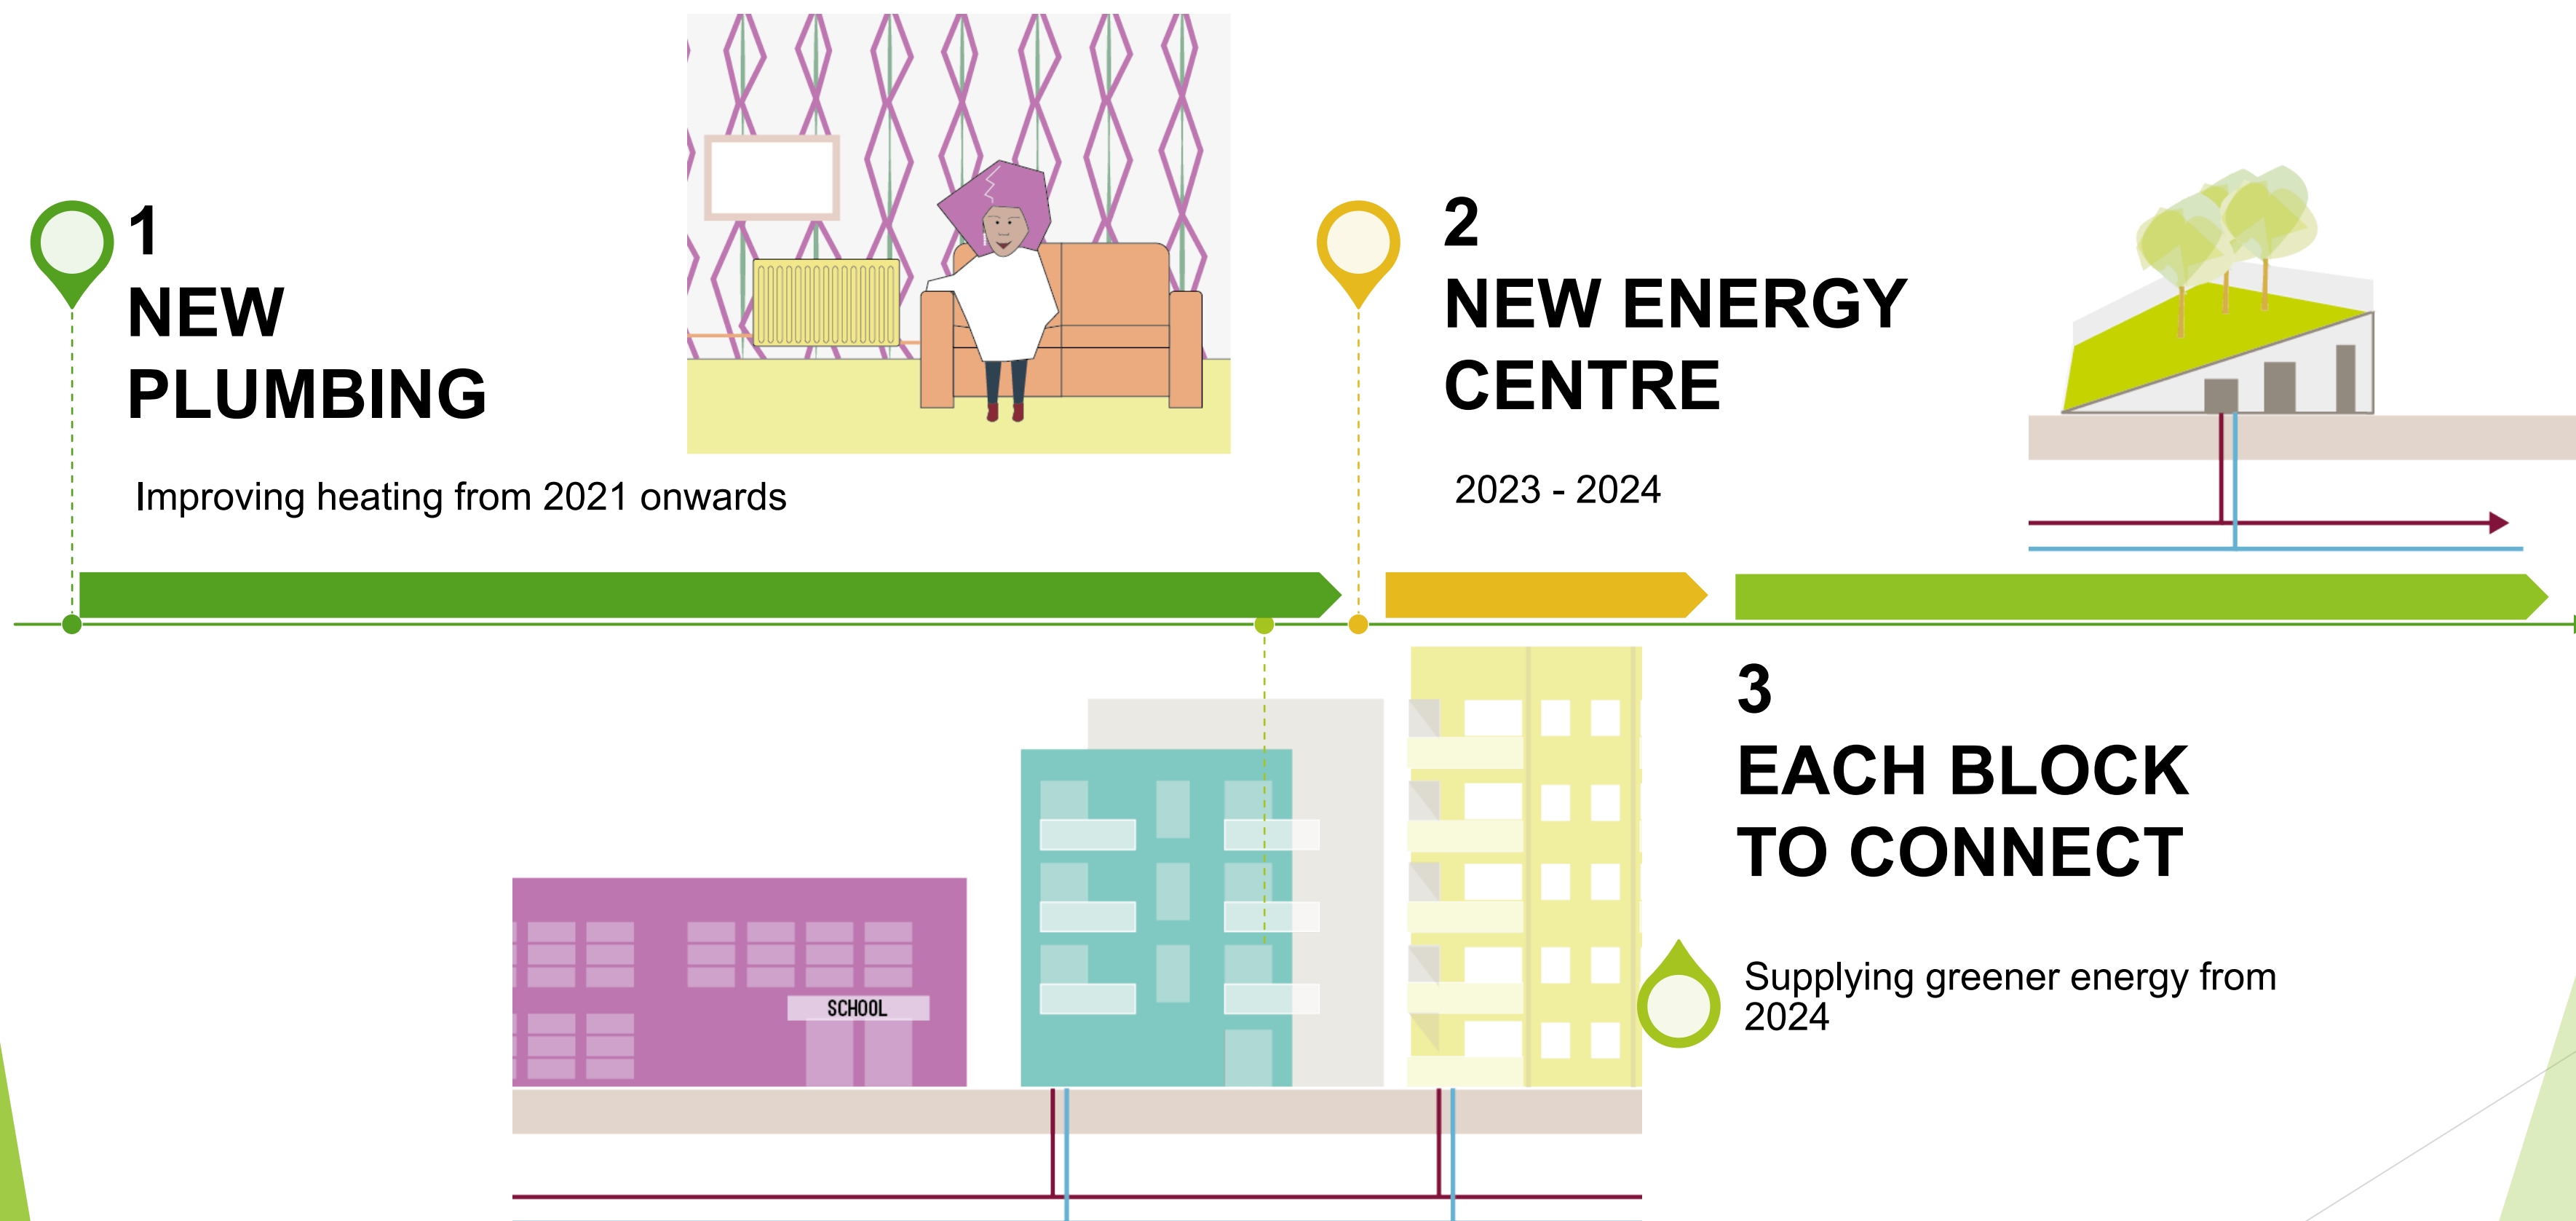 1
NEW
PLUMBING
Improving heating from 2021 onwards
2
NEW ENERGY
CENTRE
2023 - 2024
3
EACH BLOCK
TO CONNECT
Supplying greener energy from
2024
SCHOOL